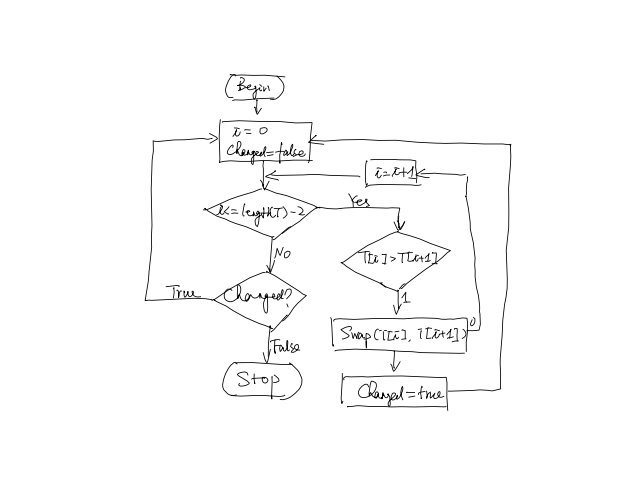 Begin
i = 0
Changed=false
i=i+1
i<=length(T)-2
Yes
T[i]>T[i+1]
No
Changed?
True
1
Swap(T[i], T[i+1])
0
False
Stop
Changed=true